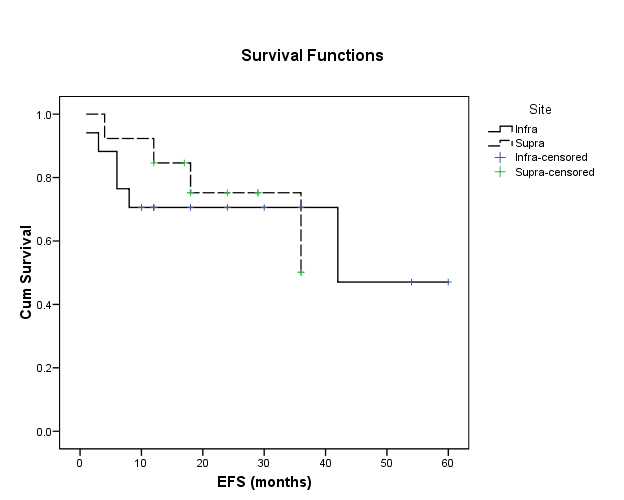 Survival Functions
Site
Infra
Supra
Infra-censored
Supra-censored
Cum Survival
1.0
0.8
0.6
0.4
0.2
0.0
0 10 20 30 40 50 60
EFS (months)